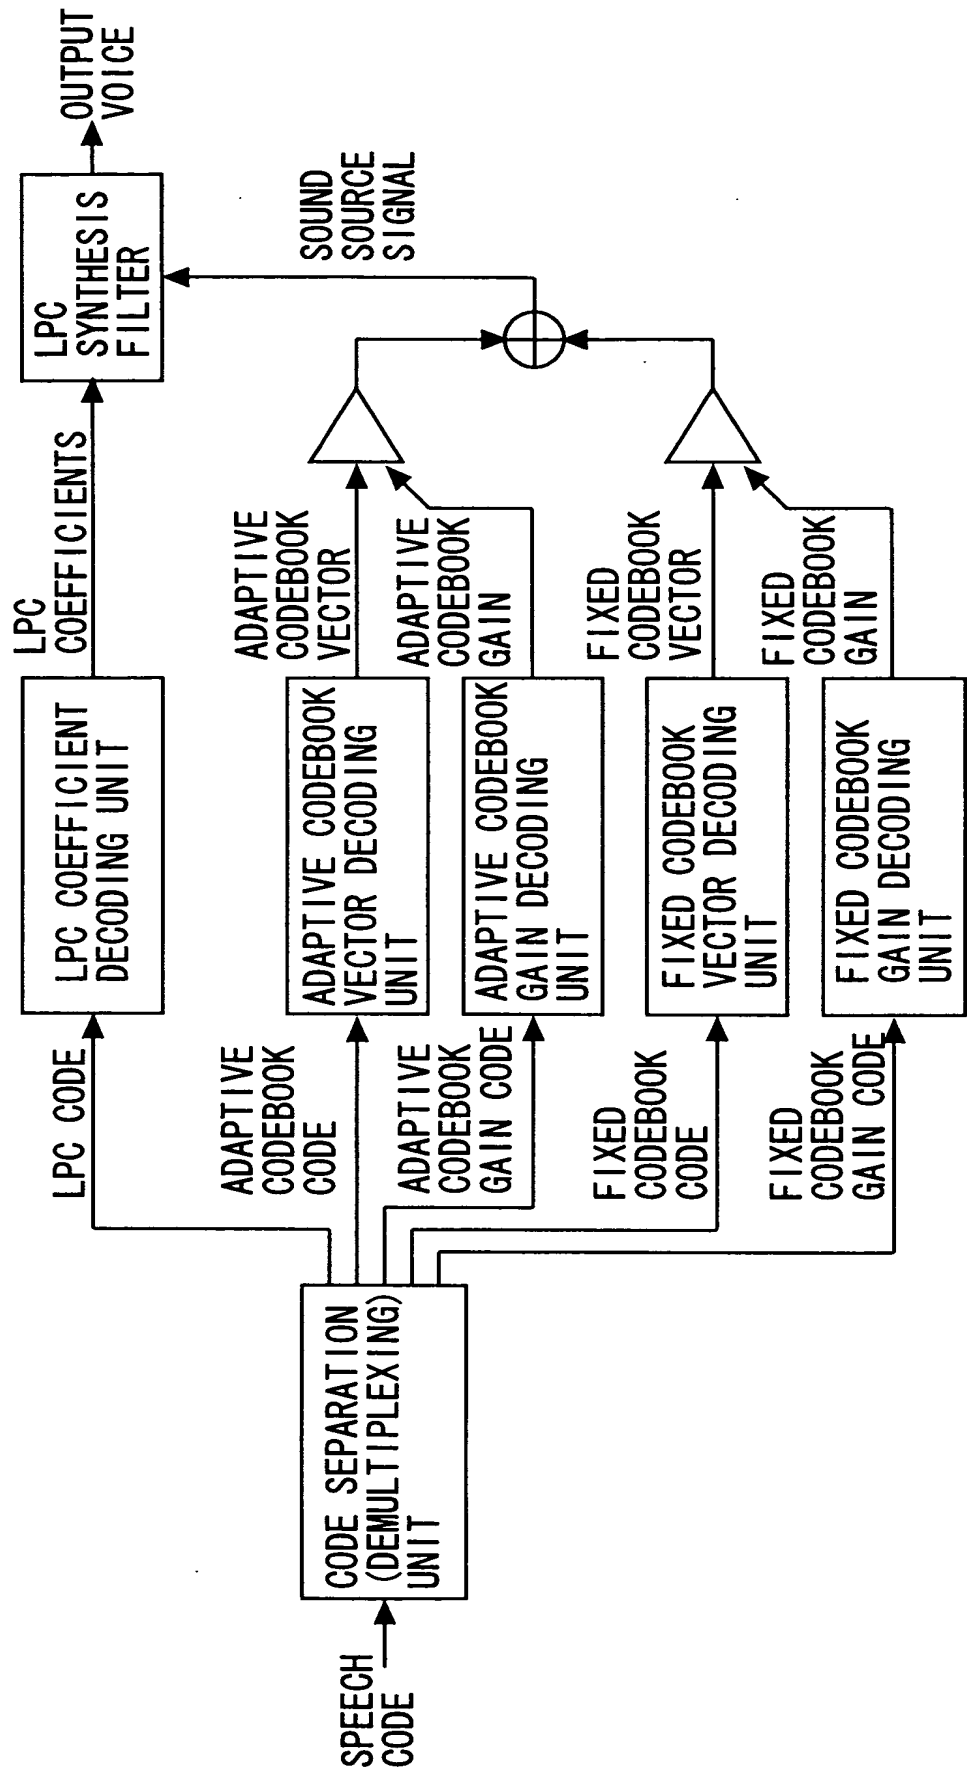 SPEECH
CODE
CODE SEPARATION
(DEMULTIPLEXING)
UNIT
LPC CODE
LPC COEFFICIENT
DECODING UNIT
LPC
COEFFICIENTS
LPC
SYNTHESIS
FILTER
OUTPUT
VOICE
ADAPTIVE
CODEBOOK
CODE
ADAPTIVE CODEBOOK
VECTOR DECODING
UNIT
ADAPTIVE
CODEBOOK
VECTOR
SOUND
SOURCE
SIGNAL
ADAPTIVE
CODEBOOK
GAIN CODE
ADAPTIVE CODEBOOK
GAIN DECODING
UNIT
ADAPTIVE
CODEBOOK
GAIN
FIXED
CODEBOOK
CODE
FIXED CODEBOOK
VECTOR DECODING
UNIT
FIXED
CODEBOOK
VECTOR
FIXED
CODEBOOK
GAIN CODE
FIXED CODEBOOK
GAIN DECODING
UNIT
FIXED
CODEBOOK
GAIN